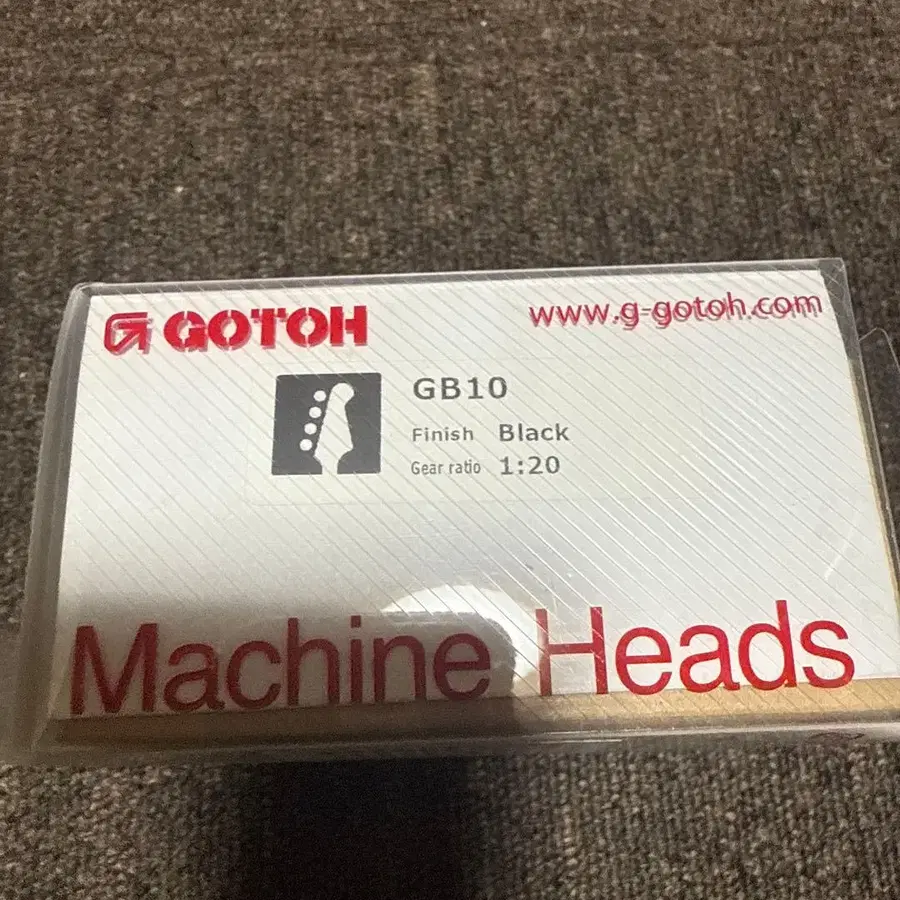 GOTOH
www.g-gotoh.com
GB10
Finish Black
Gear ratio 1:20
Machine Heads